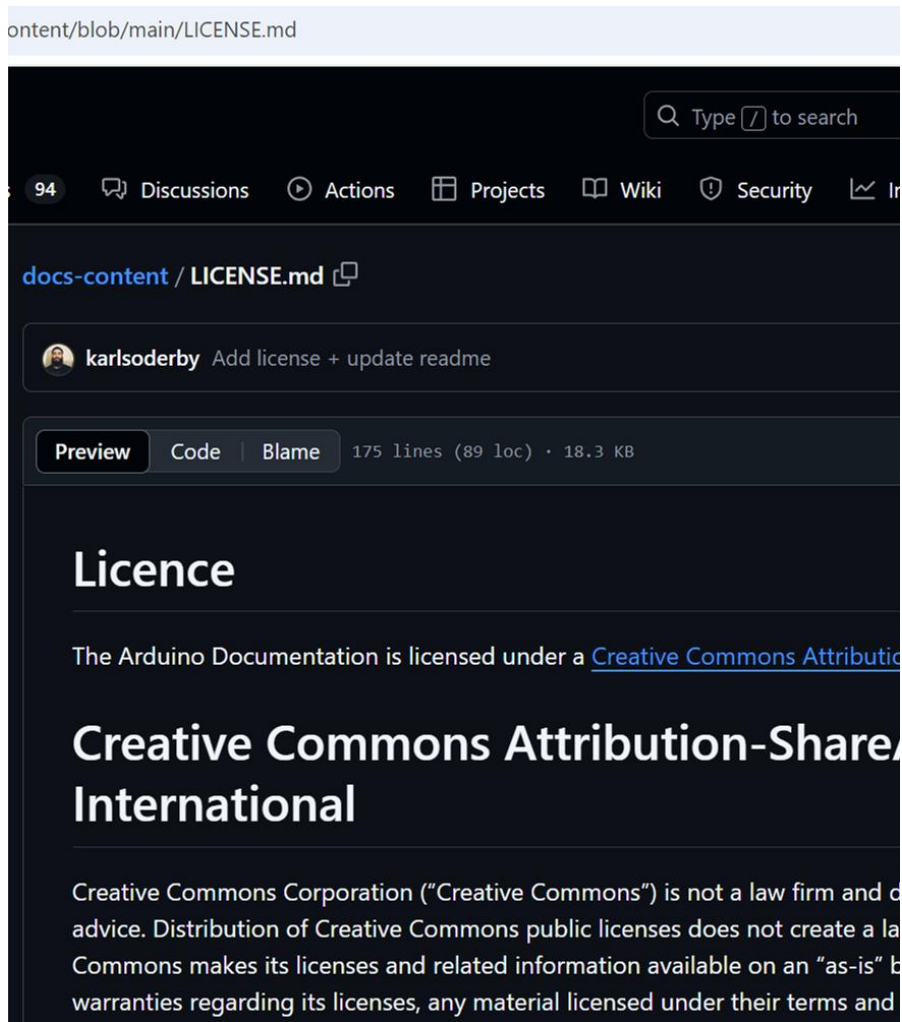 ontent/blob/main/LICENSE.md
Type / to search
94 Discussions Actions Projects Wiki Security
docs-content / LICENSE.md
karlsoderby Add license + update readme
Preview Code Blame 175 lines (89 loc) · 18.3 KB
Licence
The Arduino Documentation is licensed under a Creative Commons Attributio
Creative Commons Attribution-Share
International
Creative Commons Corporation (“Creative Commons”) is not a law firm and d
advice. Distribution of Creative Commons public licenses does not create a la
Commons makes its licenses and related information available on an “as-is” b
warranties regarding its licenses, any material licensed under their terms and